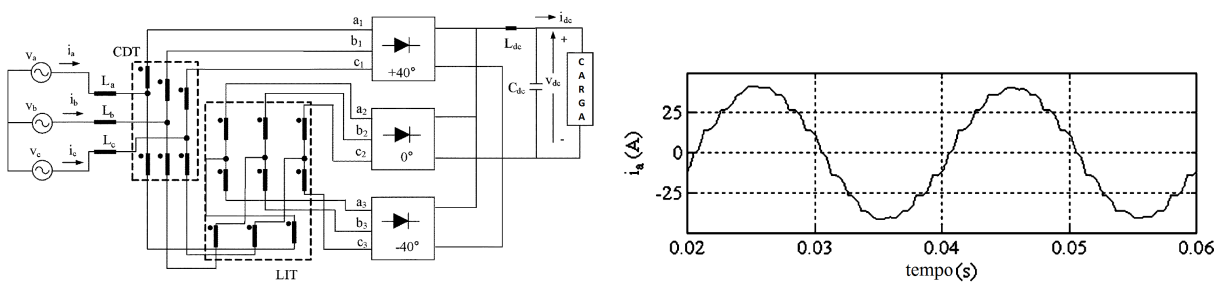 v_a
i_a
L_a
v_b
i_b
L_b
v_c
i_c
L_c
CDT
LIT
a_1
b_1
c_1
+40°
a_2
b_2
c_2
0°
a_3
b_3
c_3
-40°
L_dc
i_dc
C_dc
+
v_dc
-
CARGA
i_a (A)
25
0
-25
0.02 0.03 0.04 0.05 0.06
tempo (s)